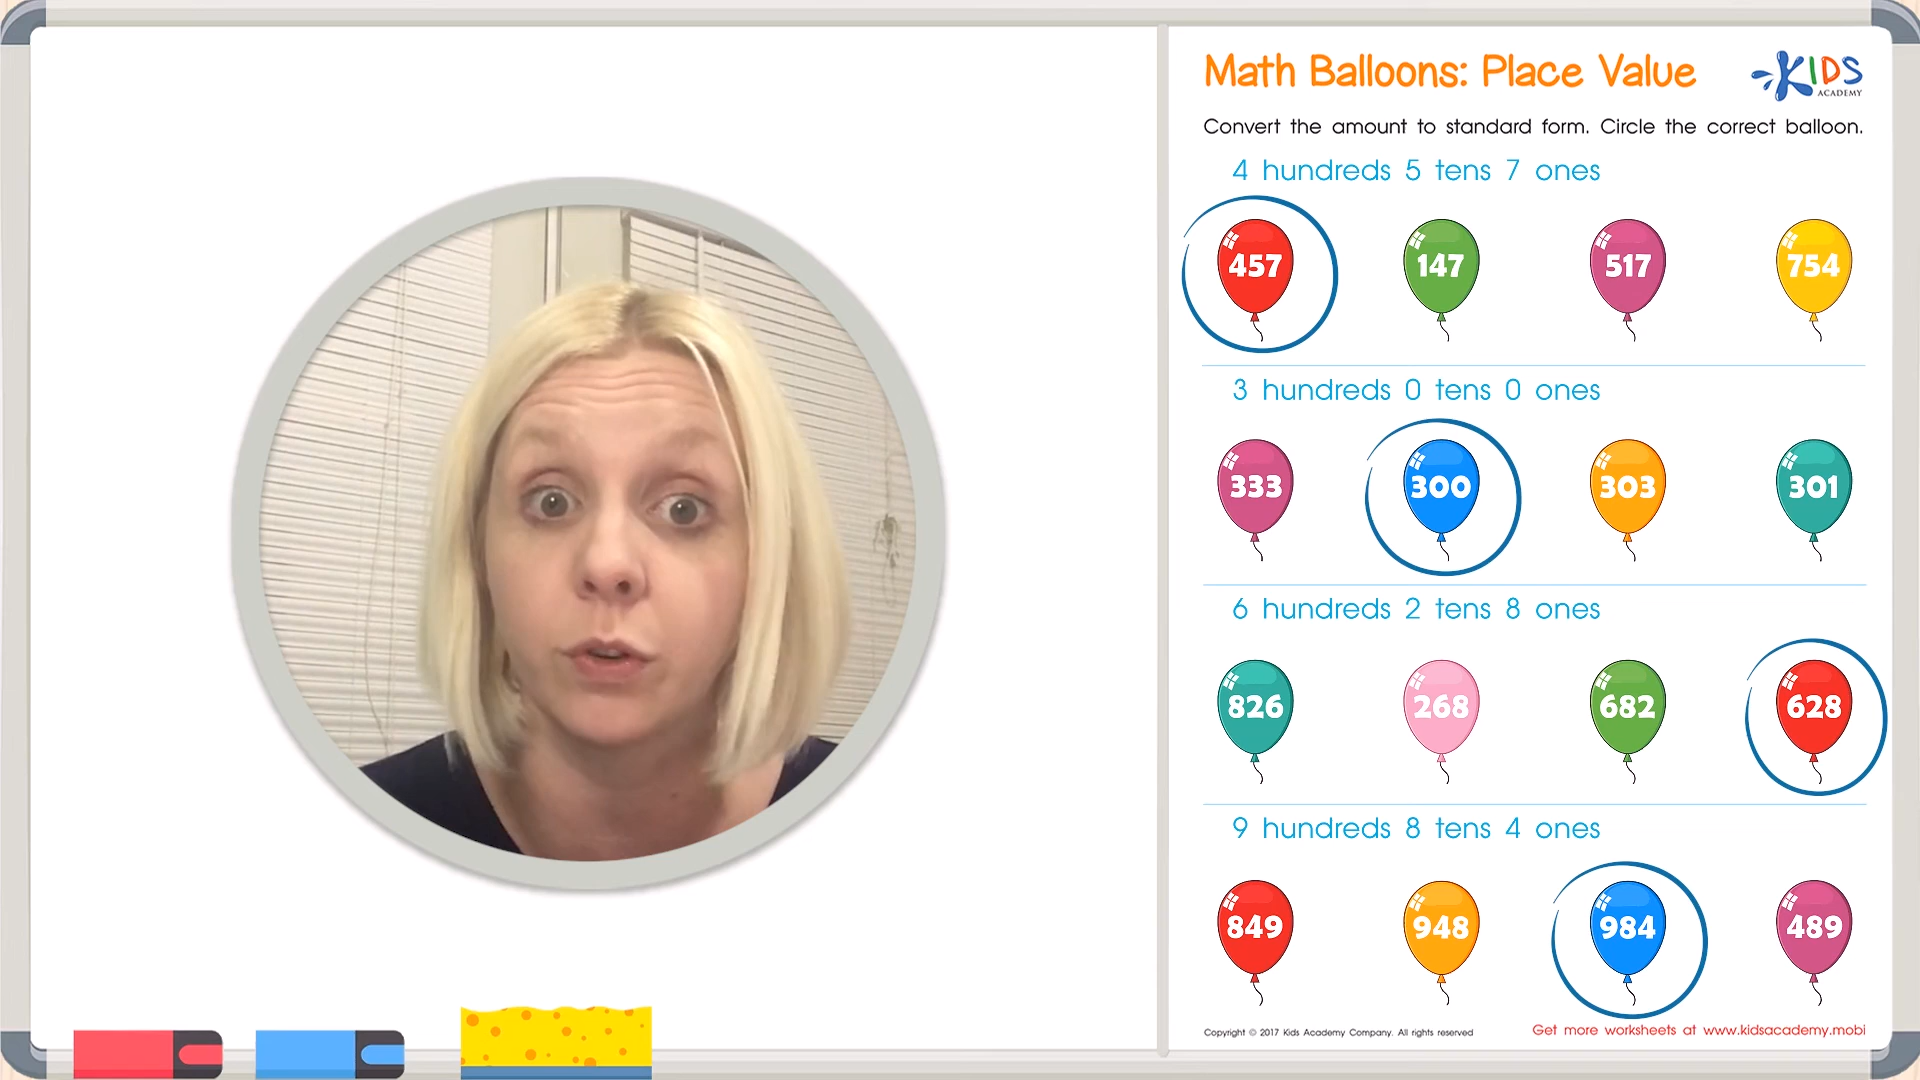 Math Balloons: Place Value
KIDS
ACADEMY
Convert the amount to standard form. Circle the correct balloon.
4 hundreds 5 tens 7 ones
457 147 517 754
3 hundreds 0 tens 0 ones
333 300 303 301
6 hundreds 2 tens 8 ones
826 268 682 628
9 hundreds 8 tens 4 ones
849 948 984 489
Copyright © 2017 Kids Academy Company. All rights reserved
Get more worksheets at www.kidsacademy.mobi